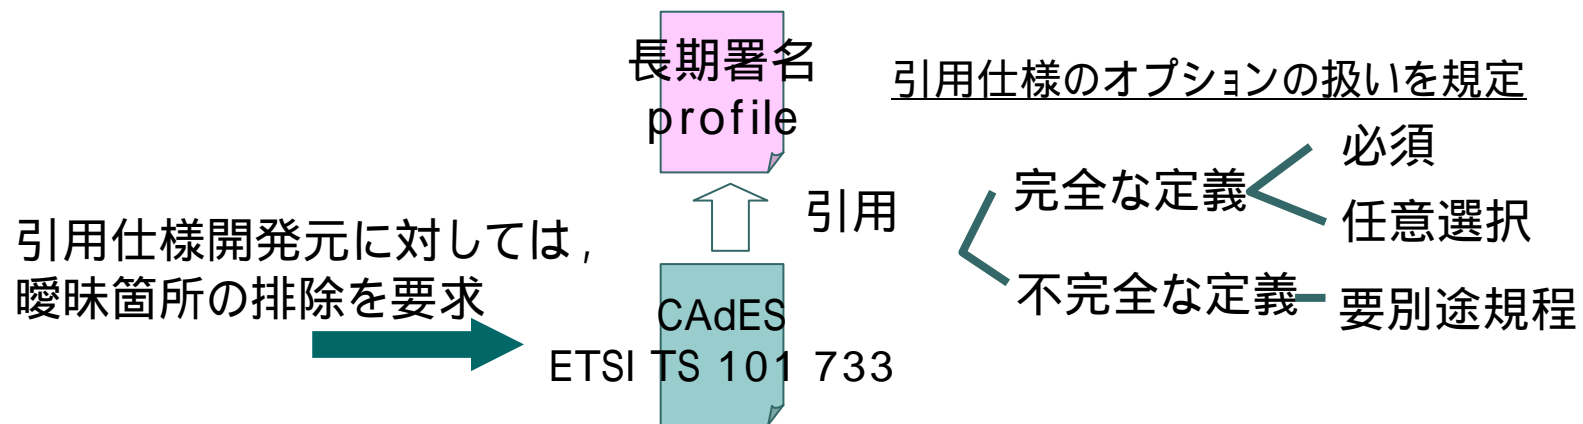 長期署名
profile
引用仕様のオプションの扱いを規定
必須
完全な定義
任意選択
引用
引用仕様開発元に対しては,
曖昧箇所の排除を要求
不完全な定義
要別途規程
CAdES
ETSI TS 101 733